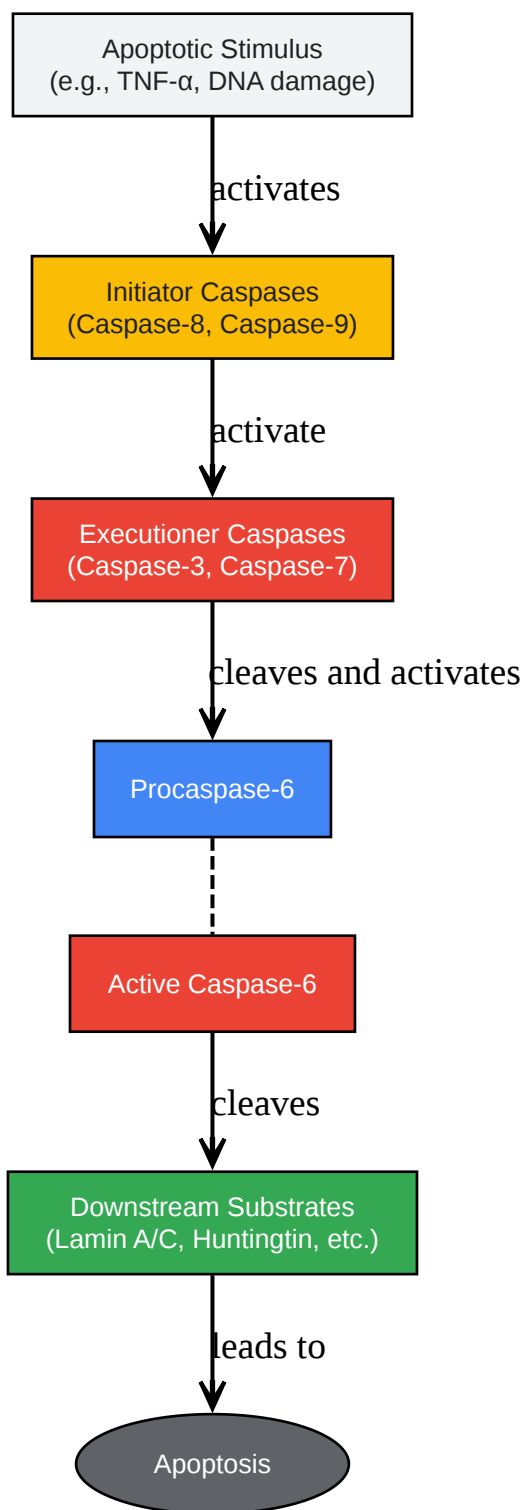 Apoptotic Stimulus
(e.g., TNF-α, DNA damage)
activates
Initiator Caspases
(Caspase-8, Caspase-9)
activate
Executioner Caspases
(Caspase-3, Caspase-7)
cleaves and activates
Procaspase-6
Active Caspase-6
cleaves
Downstream Substrates
(Lamin A/C, Huntingtin, etc.)
leads to
Apoptosis